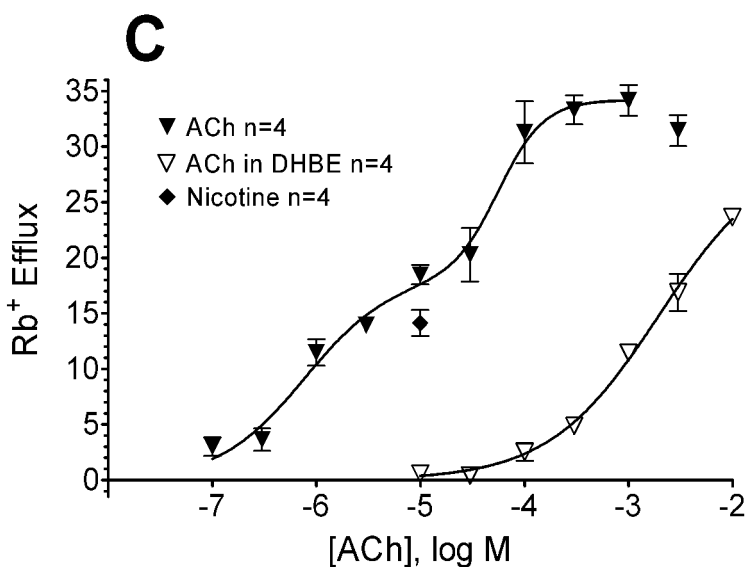 C
Rb⁺ Efflux
35
30
25
20
15
10
5
0
ACh n=4
ACh in DHBE n=4
Nicotine n=4
-7 -6 -5 -4 -3 -2
[ACh], log M